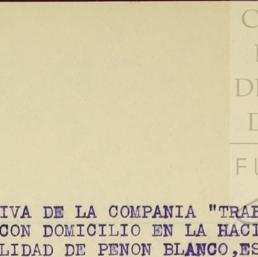 IVA DE LA COMPANIA "TRAB
CON DOMICILIO EN LA HACI
LIDAD DE PENON BLANCO,ES